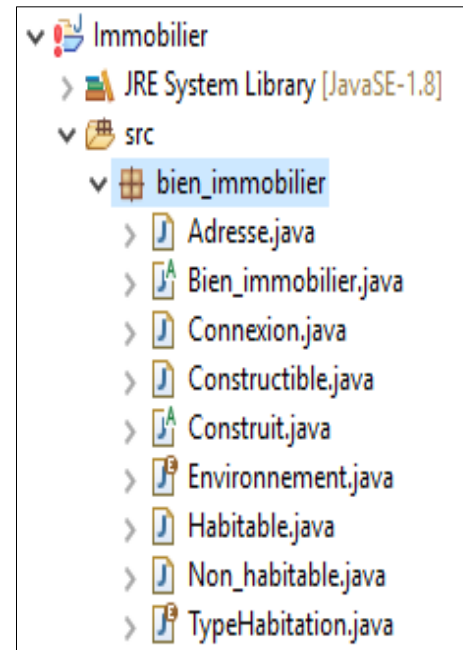 Immobilier
JRE System Library [JavaSE-1.8]
src
bien_immobilier
Adresse.java
Bien_immobilier.java
Connexion.java
Constructible.java
Construit.java
Environnement.java
Habitable.java
Non_habitable.java
TypeHabitation.java